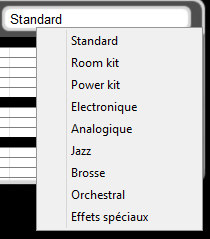 Standard
Standard
Room kit
Power kit
Electronique
Analogique
Jazz
Brosse
Orchestral
Effets spéciaux